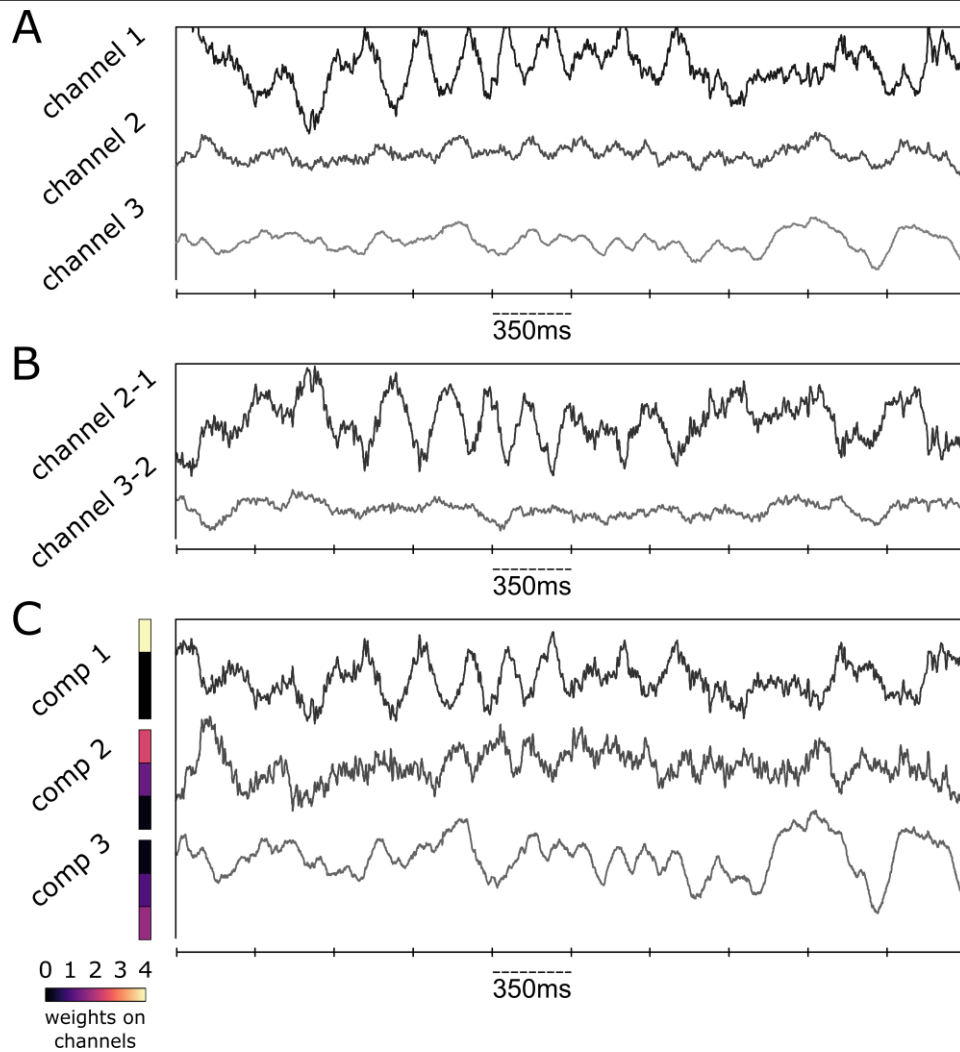 A
channel 1
channel 2
channel 3
350ms
B
channel 2-1
channel 3-2
350ms
C
comp 1
comp 2
comp 3
350ms
0 1 2 3 4
weights on
channels